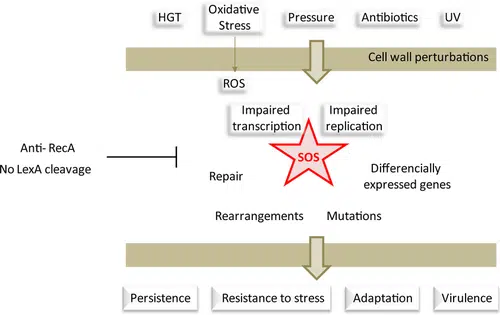 HGT
Oxidative
Stress
Pressure
Antibiotics
UV
Cell wall perturbations
ROS
Impaired
transcription
Impaired
replication
SOS
Anti- RecA
No LexA cleavage
Repair
Differencially
expressed genes
Rearrangements
Mutations
Persistence
Resistance to stress
Adaptation
Virulence